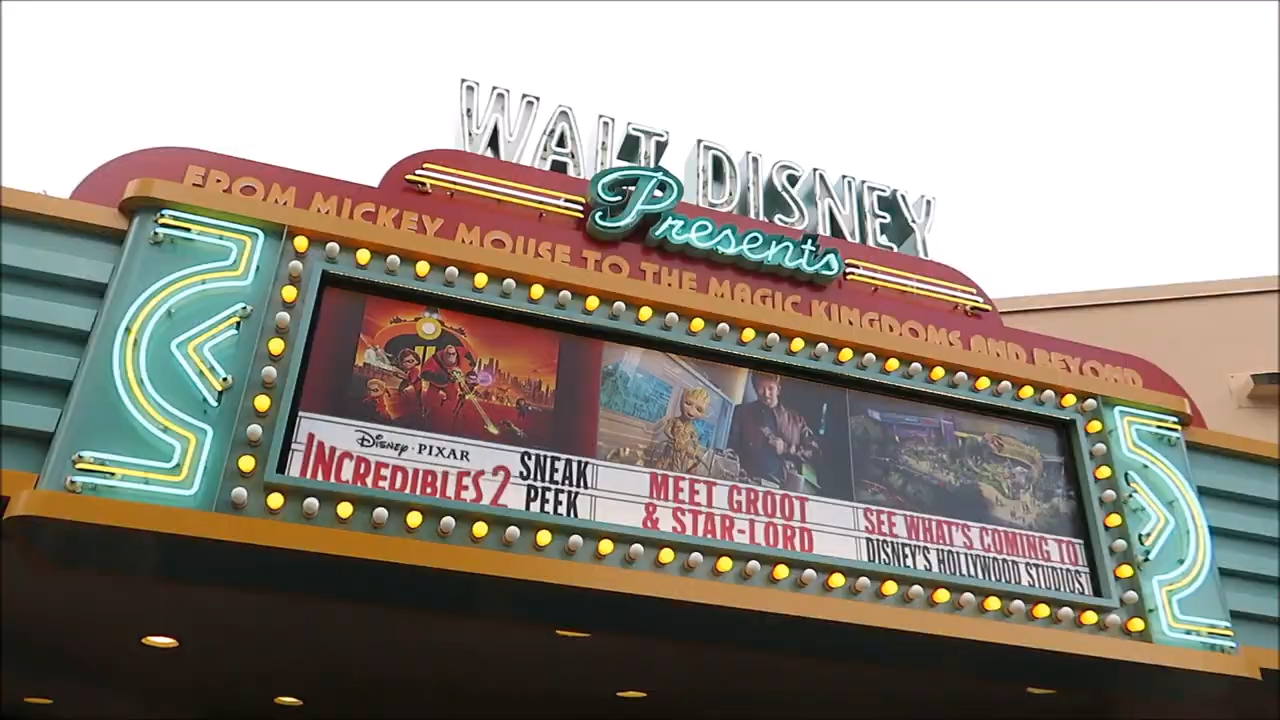 WALT DISNEY
Presents
FROM MICKEY MOUSE TO THE MAGIC KINGDOMS AND BEYOND
DISNEY·PIXAR
INCREDIBLES 2
SNEAK
PEEK
MEET GROOT
& STAR-LORD
SEE WHAT'S COMING TO
DISNEY'S HOLLYWOOD STUDIOS!